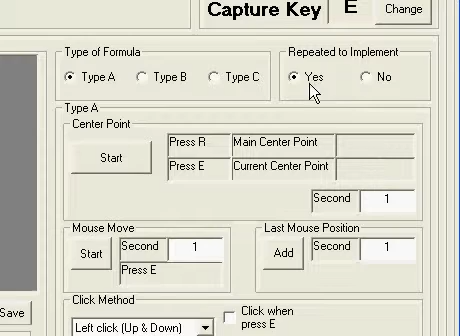 Capture Key E Change
Type of Formula Repeated to Implement
Type A Type B Type C Yes No
Type A
Center Point
Start Press R Main Center Point
Press E Current Center Point
Second 1
Mouse Move Last Mouse Position
Start Second 1 Add Second 1
Press E
Click Method
Save Left click (Up & Down) Click when
press E